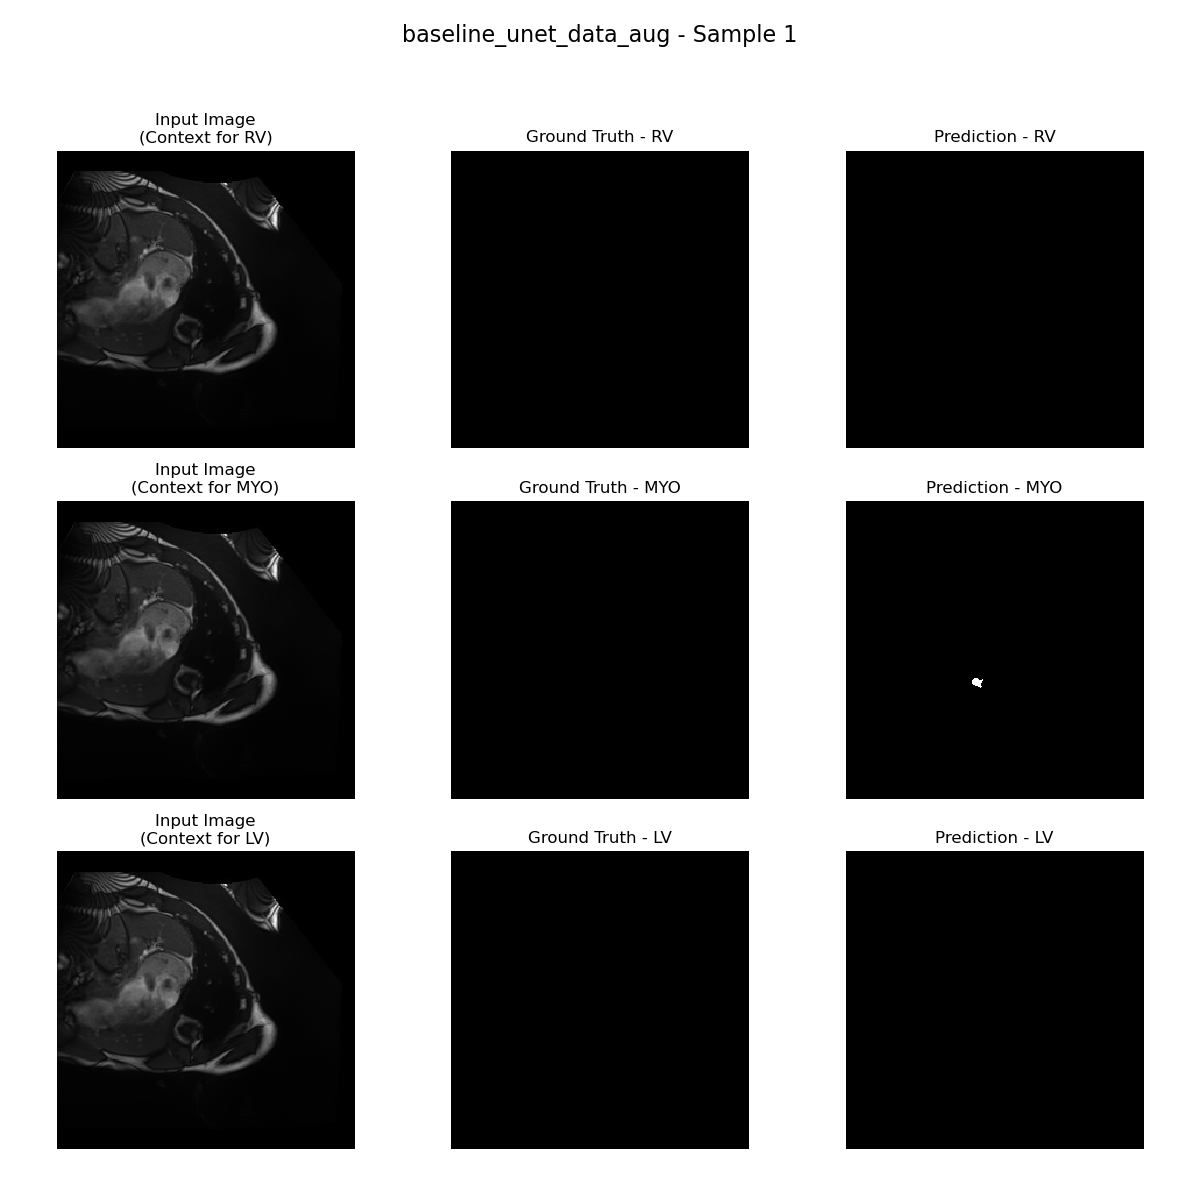 baseline_unet_data_aug - Sample 1
Input Image
(Context for RV)
Ground Truth - RV
Prediction - RV
Input Image
(Context for MYO)
Ground Truth - MYO
Prediction - MYO
Input Image
(Context for LV)
Ground Truth - LV
Prediction - LV